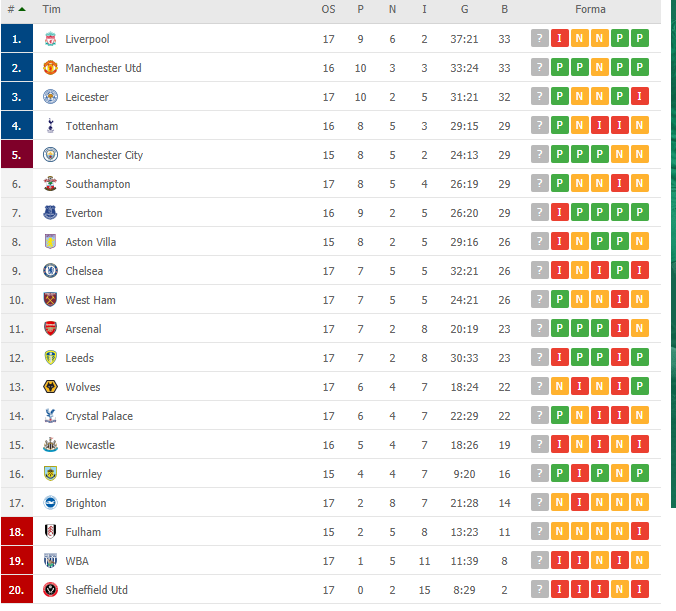 # Tim OS P N I G B Forma
1. Liverpool 17 9 6 2 37:21 33 ? I N N P P
2. Manchester Utd 16 10 3 3 33:24 33 ? P P N P P
3. Leicester 17 10 2 5 31:21 32 ? P N N P I
4. Tottenham 16 8 5 3 29:15 29 ? P N I I N
5. Manchester City 15 8 5 2 24:13 29 ? P P P N N
6. Southampton 17 8 5 4 26:19 29 ? P N N I N
7. Everton 16 9 2 5 26:20 29 ? I P P P P
8. Aston Villa 15 8 2 5 29:16 26 ? I N P P N
9. Chelsea 17 7 5 5 32:21 26 ? I N I P I
10. West Ham 17 7 5 5 24:21 26 ? P N N I N
11. Arsenal 17 7 2 8 20:19 23 ? P P P I N
12. Leeds 17 7 2 8 30:33 23 ? I P P I P
13. Wolves 17 6 4 7 18:24 22 ? N I N I P
14. Crystal Palace 17 6 4 7 22:29 22 ? P N I I N
15. Newcastle 16 5 4 7 18:26 19 ? I N I N I
16. Burnley 15 4 4 7 9:20 16 ? P I P N P
17. Brighton 17 2 8 7 21:28 14 ? N I N N N
18. Fulham 15 2 5 8 13:23 11 ? N N N N I
19. WBA 17 1 5 11 11:39 8 ? I I N I N
20. Sheffield Utd 17 0 2 15 8:29 2 ? I I I N I